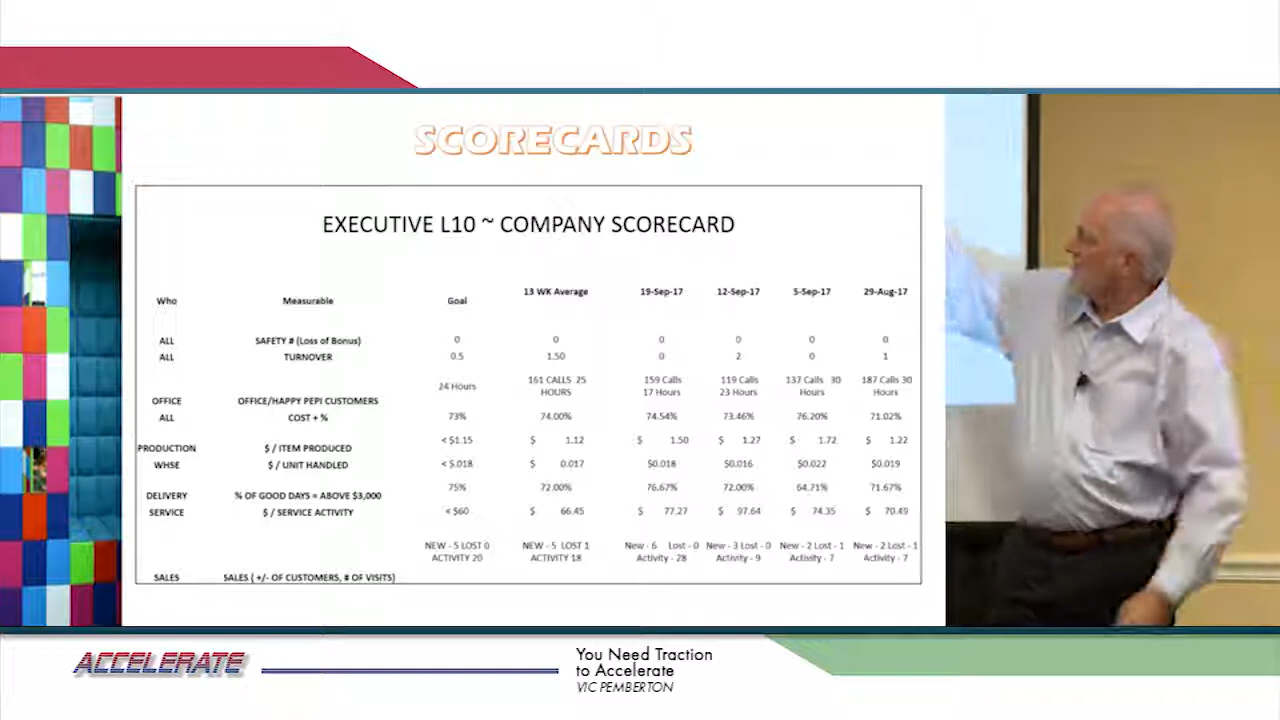 SCORECARDS
EXECUTIVE L10 ~ COMPANY SCORECARD
Who Measurable Goal 13 WK Average 19-Sep-17 12-Sep-17 5-Sep-17 29-Aug-17
ALL SAFETY # (Loss of Bonus) 0 0 0 0 0 0
ALL TURNOVER 0.5 1.50 0 2 0 1
24 Hours 161 CALLS 25 159 Calls 119 Calls 137 Calls 30 187 Calls 30
HOURS 17 Hours 23 Hours Hours Hours
OFFICE OFFICE/HAPPY PEPI CUSTOMERS
ALL COST + % 73% 74.00% 74.54% 73.46% 76.20% 71.02%
< $1.15 $ 1.12 $ 1.50 $ 1.27 $ 1.72 $ 1.22
PRODUCTION $ / ITEM PRODUCED
WHSE $ / UNIT HANDLED < $.018 $ 0.017 $0.018 $0.016 $0.022 $0.019
75% 72.00% 76.67% 72.00% 64.71% 71.67%
DELIVERY % OF GOOD DAYS = ABOVE $3,000
SERVICE $ / SERVICE ACTIVITY < $60 $ 66.45 $ 77.27 $ 97.64 $ 74.35 $ 70.49
NEW - 5 LOST 0 NEW - 5 LOST 1 New - 6 Lost - 0 New - 3 Lost - 0 New - 2 Lost - 1 New - 2 Lost - 1
ACTIVITY 20 ACTIVITY 18 Activity - 28 Activity - 9 Activity - 7 Activity - 7
SALES SALES ( +/- OF CUSTOMERS, # OF VISITS)
ACCELERATE
You Need Traction
to Accelerate
VIC PEMBERTON